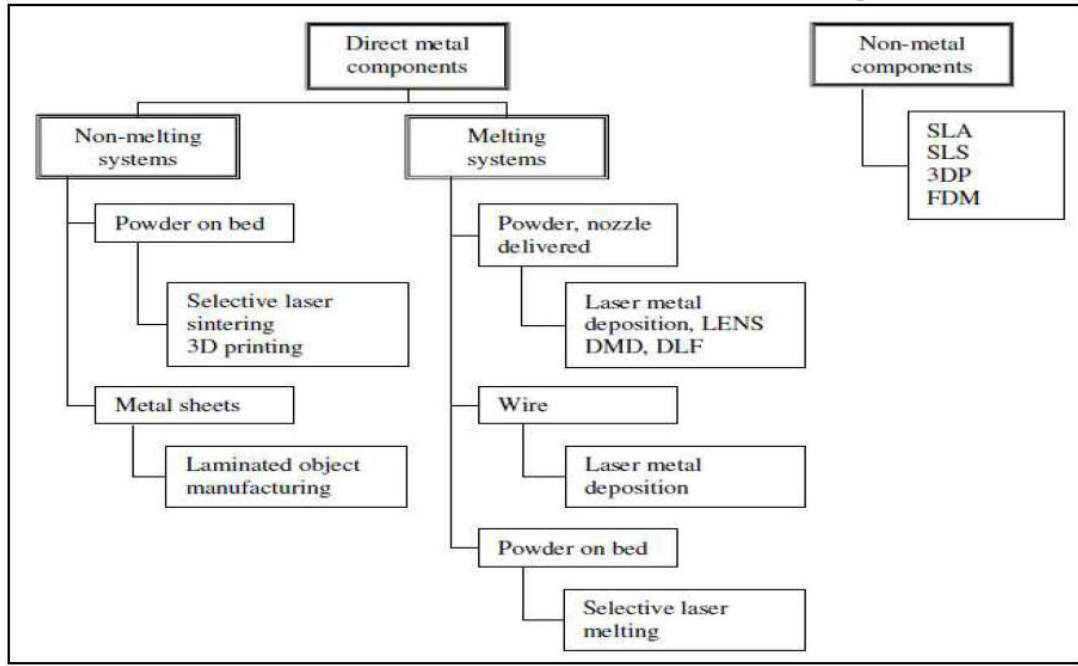 Direct metal
components
Non-metal
components
Non-melting
systems
Melting
systems
SLA
SLS
3DP
FDM
Powder on bed
Selective laser
sintering
3D printing
Metal sheets
Laminated object
manufacturing
Powder, nozzle
delivered
Laser metal
deposition, LENS
DMD, DLF
Wire
Laser metal
deposition
Powder on bed
Selective laser
melting